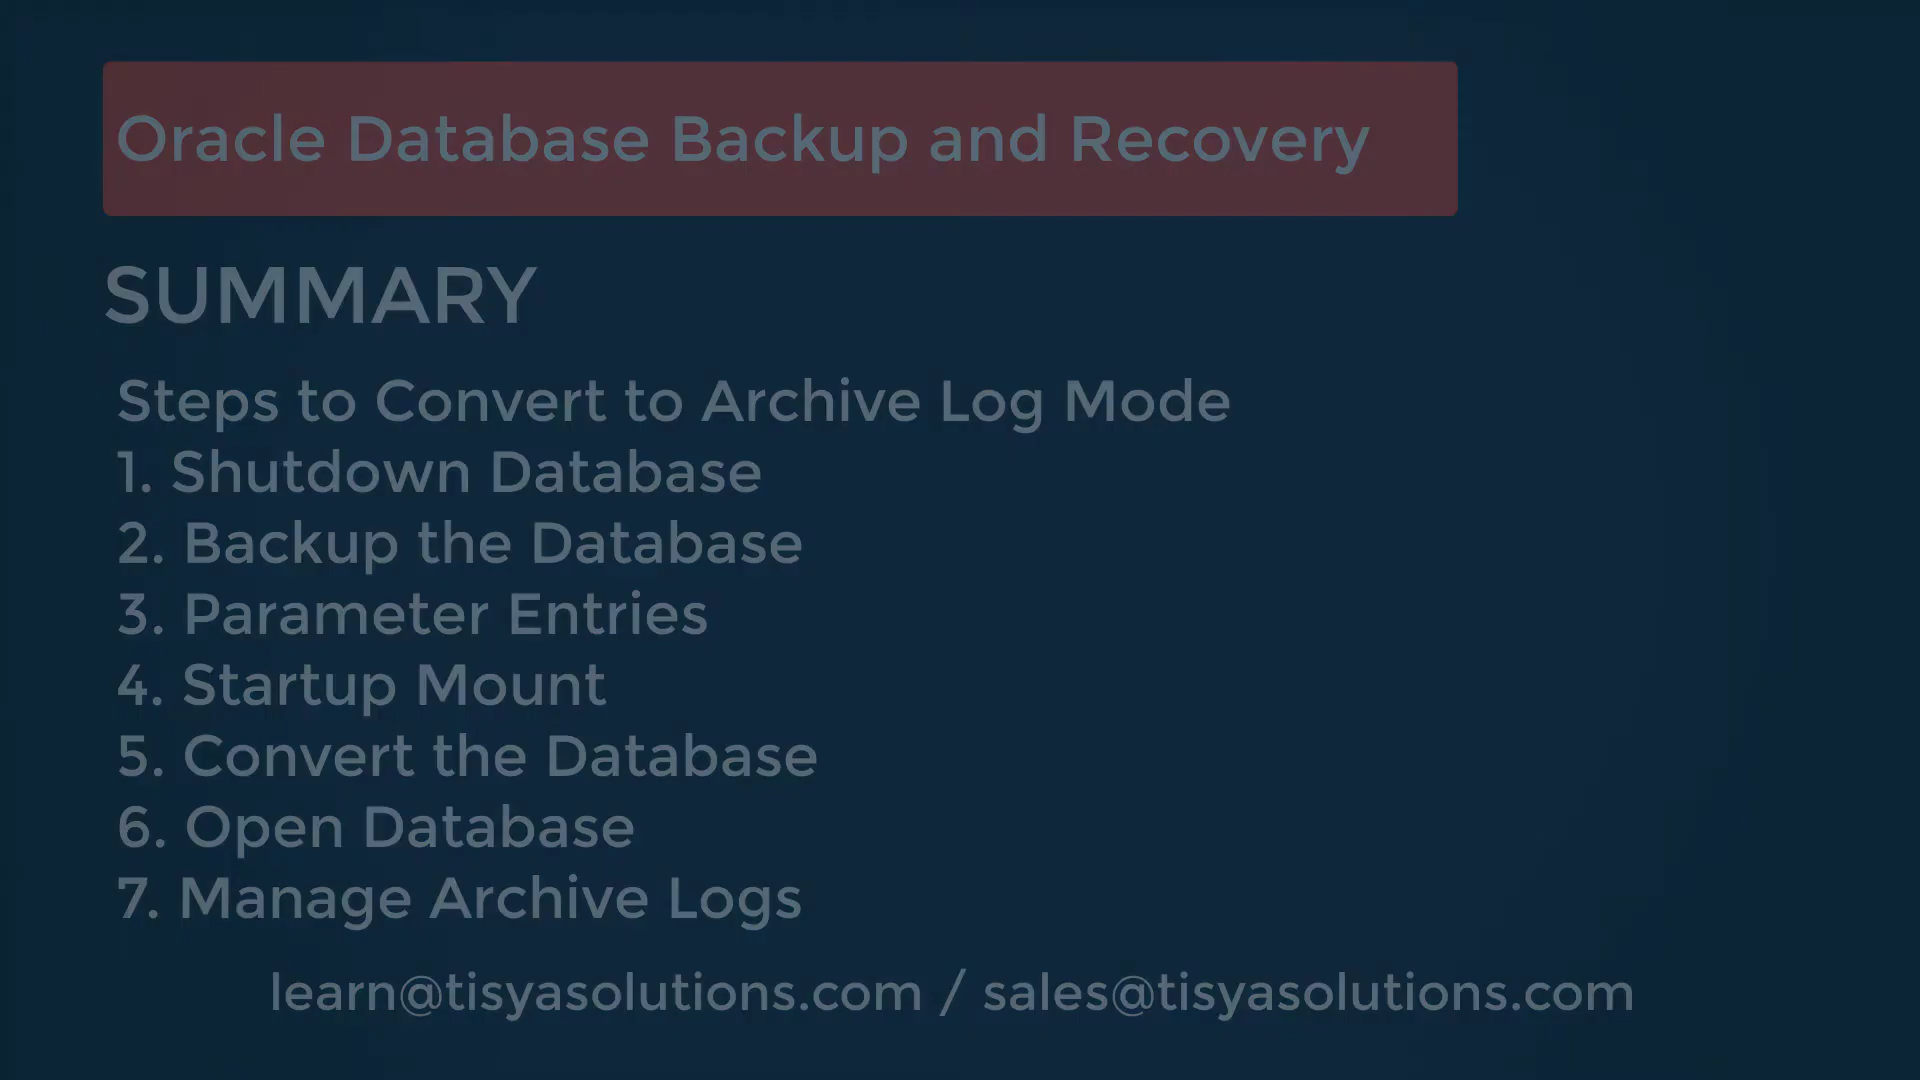 Oracle Database Backup and Recovery
SUMMARY
Steps to Convert to Archive Log Mode
1. Shutdown Database
2. Backup the Database
3. Parameter Entries
4. Startup Mount
5. Convert the Database
6. Open Database
7. Manage Archive Logs
learn@tisyasolutions.com / sales@tisyasolutions.com